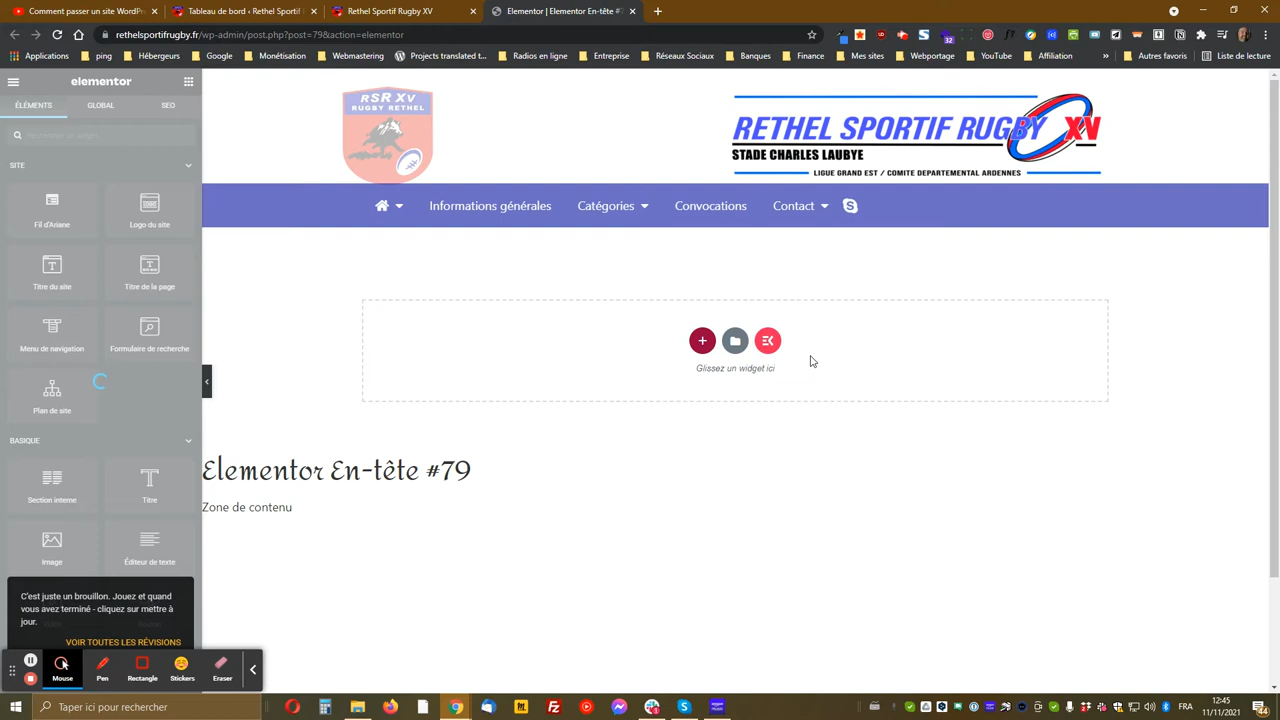 Comment passer un site WordPre
Tableau de bord ‹ Rethel Sportif
Rethel Sportif Rugby XV
Elementor | Elementor En-tête #7
rethelsportifrugby.fr/wp-admin/post.php?post=79&action=elementor
Applications
ping
Hébergeurs
Google
Monétisation
Webmastering
Projects translated t...
Radios en ligne
Entreprise
Réseaux Sociaux
Banques
Finance
Mes sites
Webportage
YouTube
Affiliation
»
Autres favoris
Liste de lecture
elementor
ÉLÉMENTS
GLOBAL
SEO
SITE
Fil d'Ariane
Logo du site
Titre du site
Titre de la page
Menu de navigation
Formulaire de recherche
Plan de site
BASIQUE
Section interne
Titre
Image
Éditeur de texte
C'est juste un brouillon. Jouez et quand
vous avez terminé - cliquez sur mettre à
jour.
VOIR TOUTES LES RÉVISIONS
Mouse
Pen
Rectangle
Stickers
Eraser
RSR XV
RUGBY RETHEL
RETHEL SPORTIF RUGBY XV
STADE CHARLES LAUBYE
LIGUE GRAND EST / COMITE DEPARTEMENTAL ARDENNES
Informations générales
Catégories
Convocations
Contact
Glissez un widget ici
Elementor En-tête #79
Zone de contenu
Taper ici pour rechercher
FRA
12:45
11/11/2021